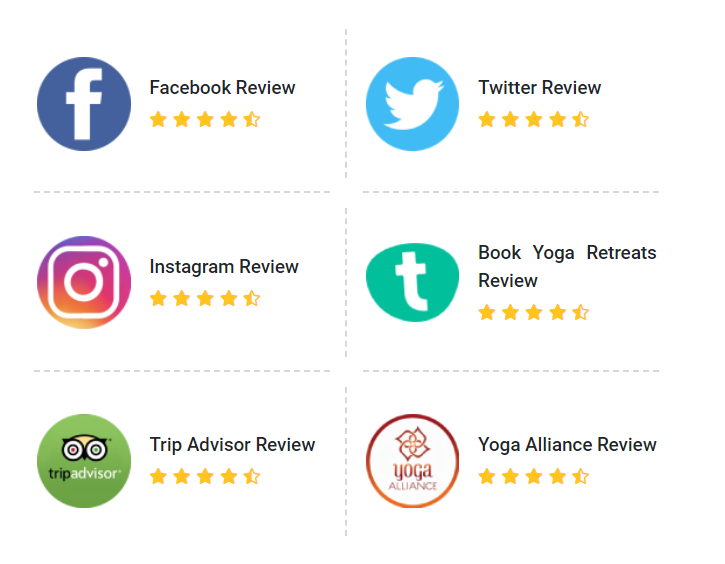 Facebook Review
Twitter Review
Instagram Review
Book Yoga Retreats
Review
tripadvisor
Trip Advisor Review
yoga
ALLIANCE
Yoga Alliance Review